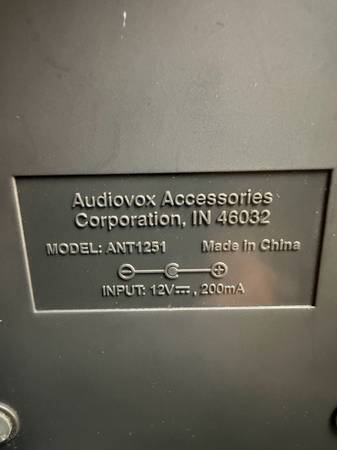 Audiovox Accessories
Corporation, IN 46032
MODEL: ANT1251 Made in China
INPUT: 12V⎓, 200mA